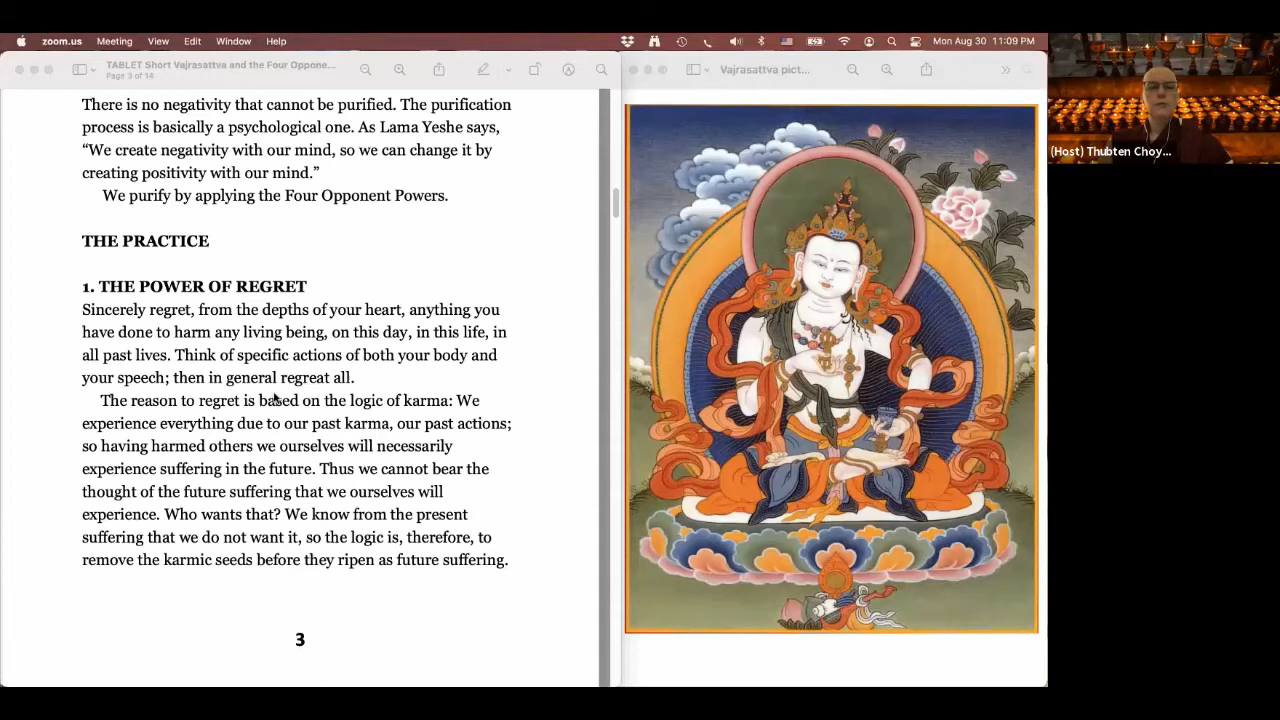 zoom.us Meeting View Edit Window Help Mon Aug 30 11:09 PM
TABLET Short Vajrasattva and the Four Oppone...
Page 3 of 14
There is no negativity that cannot be purified. The purification
process is basically a psychological one. As Lama Yeshe says,
“We create negativity with our mind, so we can change it by
creating positivity with our mind.”
We purify by applying the Four Opponent Powers.
THE PRACTICE
1. THE POWER OF REGRET
Sincerely regret, from the depths of your heart, anything you
have done to harm any living being, on this day, in this life, in
all past lives. Think of specific actions of both your body and
your speech; then in general regreat all.
The reason to regret is based on the logic of karma: We
experience everything due to our past karma, our past actions;
so having harmed others we ourselves will necessarily
experience suffering in the future. Thus we cannot bear the
thought of the future suffering that we ourselves will
experience. Who wants that? We know from the present
suffering that we do not want it, so the logic is, therefore, to
remove the karmic seeds before they ripen as future suffering.
3
Vajrasattva pict...
(Host) Thubten Choy...